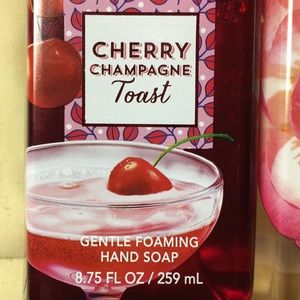 CHERRY
CHAMPAGNE
Toast
GENTLE FOAMING
HAND SOAP
8.75 FL OZ / 259 mL